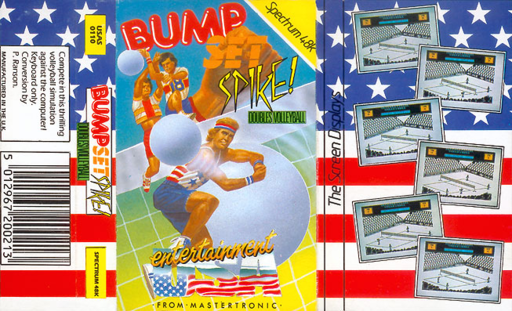 USAS
0110
Compete in this thrilling
volleyball simulation
against the computer!
Keyboard only.
Conversion by
P. Ranson.
MANUFACTURED IN THE U.K.
5 012967 200213
BUMP
SET
SPIKE!
DOUBLES VOLLEYBALL
SPECTRUM 48K
BUMP
SET
SPIKE!
DOUBLES VOLLEYBALL
Spectrum 48K
entertainment
USA
·FROM·MASTERTRONIC·
The Screen Displays